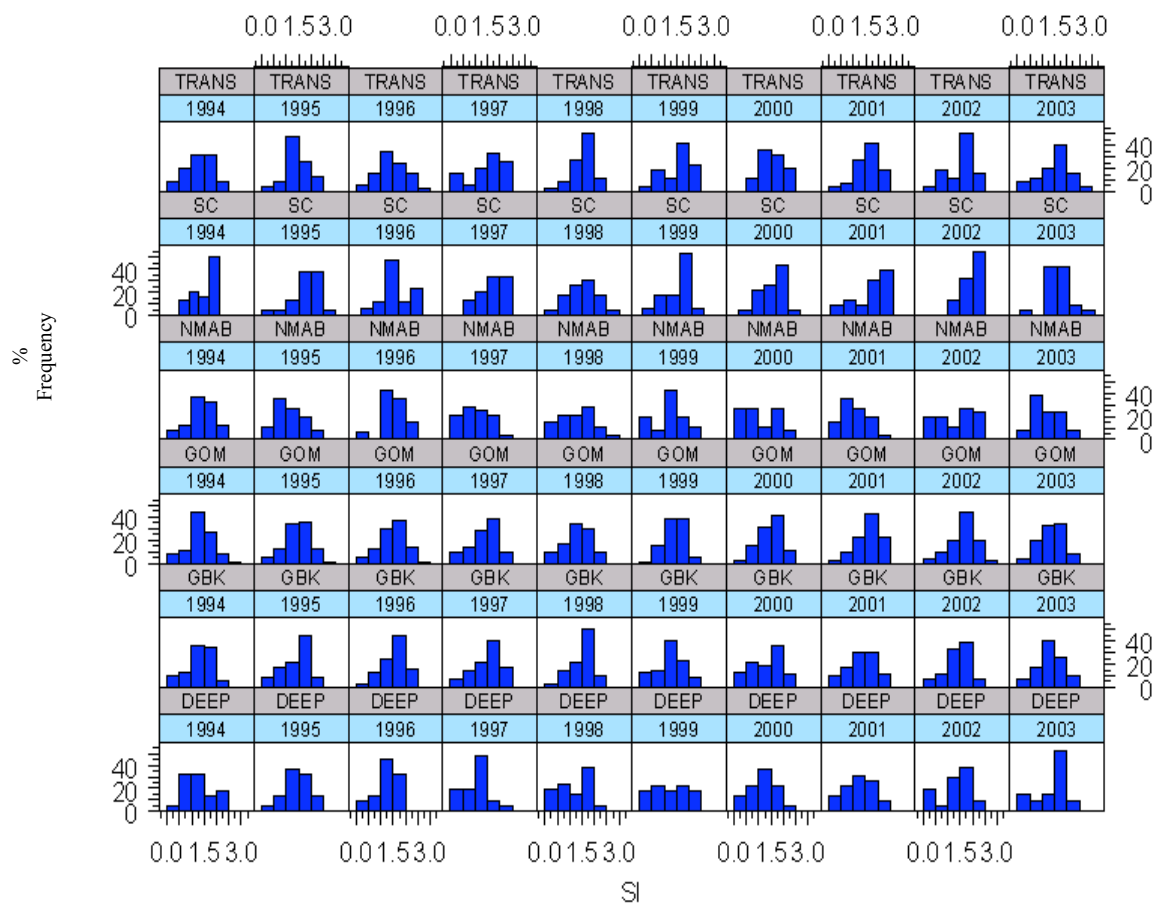 0.0 1.5 3.0 0.0 1.5 3.0 0.0 1.5 3.0 0.0 1.5 3.0 0.0 1.5 3.0
TRANS TRANS TRANS TRANS TRANS TRANS TRANS TRANS TRANS TRANS
1994 1995 1996 1997 1998 1999 2000 2001 2002 2003
40
20
0
SC SC SC SC SC SC SC SC SC SC
1994 1995 1996 1997 1998 1999 2000 2001 2002 2003
40
20
0
NMAB NMAB NMAB NMAB NMAB NMAB NMAB NMAB NMAB NMAB
%
Frequency
1994 1995 1996 1997 1998 1999 2000 2001 2002 2003
40
20
0
GOM GOM GOM GOM GOM GOM GOM GOM GOM GOM
1994 1995 1996 1997 1998 1999 2000 2001 2002 2003
40
20
0
GBK GBK GBK GBK GBK GBK GBK GBK GBK GBK
1994 1995 1996 1997 1998 1999 2000 2001 2002 2003
40
20
0
DEEP DEEP DEEP DEEP DEEP DEEP DEEP DEEP DEEP DEEP
1994 1995 1996 1997 1998 1999 2000 2001 2002 2003
40
20
0
0.0 1.5 3.0 0.0 1.5 3.0 0.0 1.5 3.0 0.0 1.5 3.0 0.0 1.5 3.0
SI